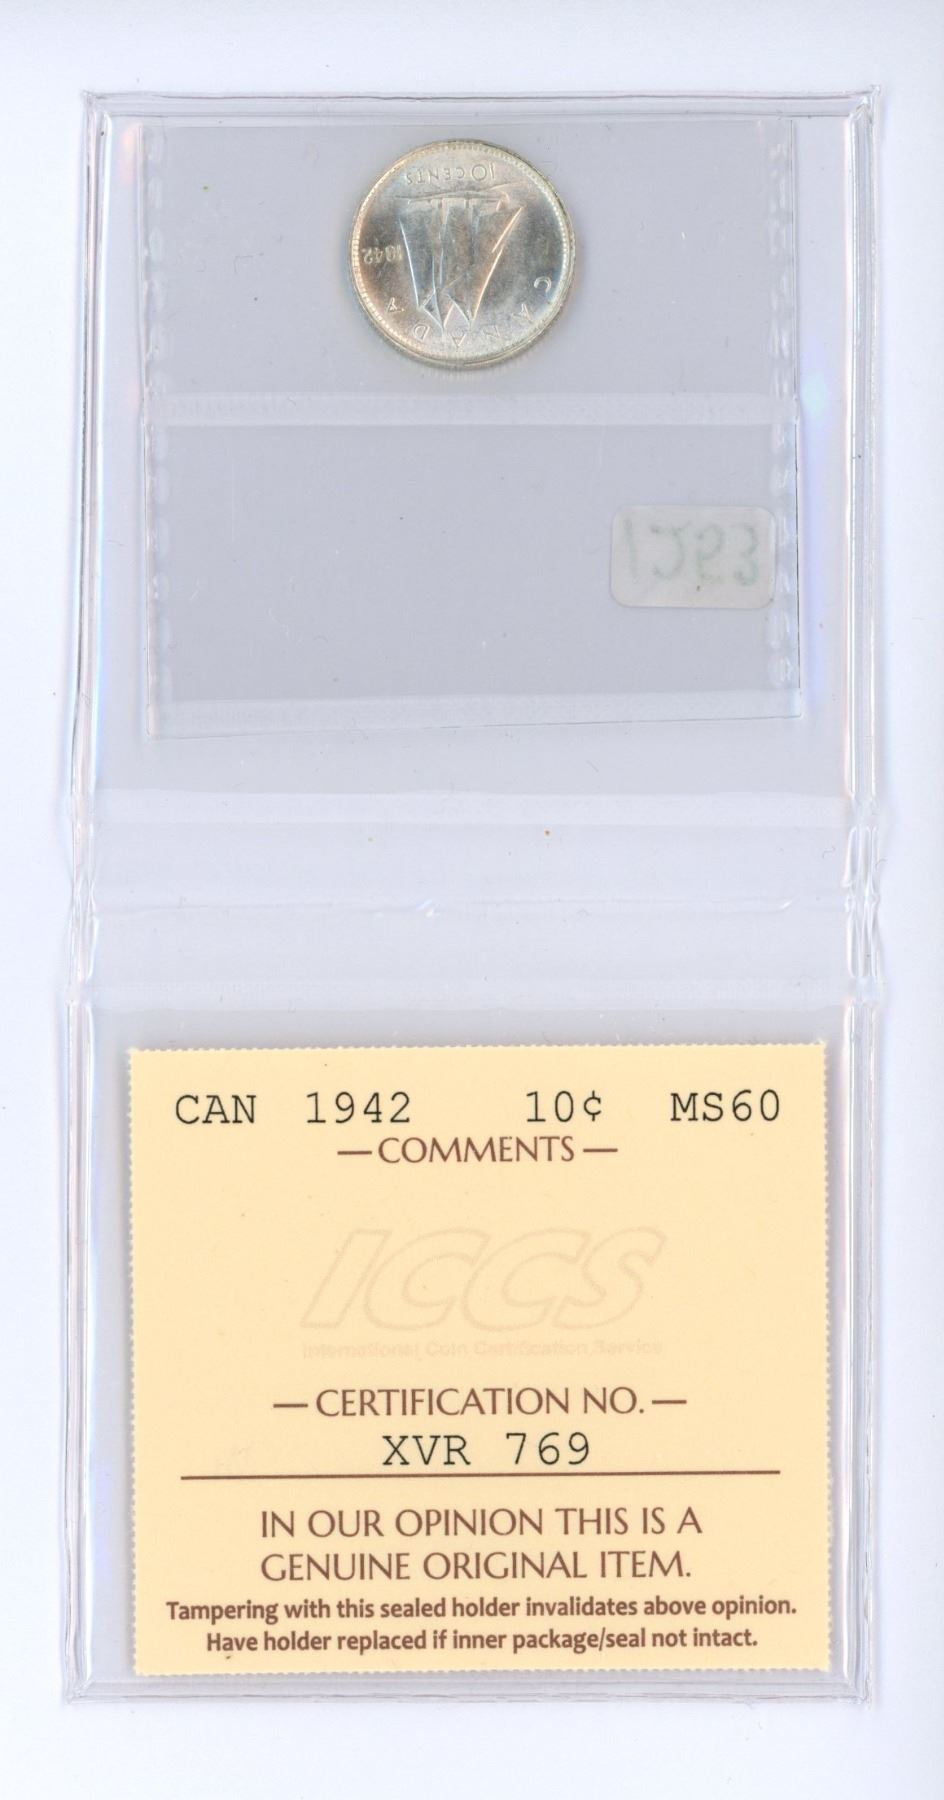 10 CENTS
1942
CANADA
1263
CAN 1942 10¢ MS60
— COMMENTS —
ICCS
International Coin Certification Service
— CERTIFICATION NO. —
XVR 769
IN OUR OPINION THIS IS A
GENUINE ORIGINAL ITEM.
Tampering with this sealed holder invalidates above opinion.
Have holder replaced if inner package/seal not intact.